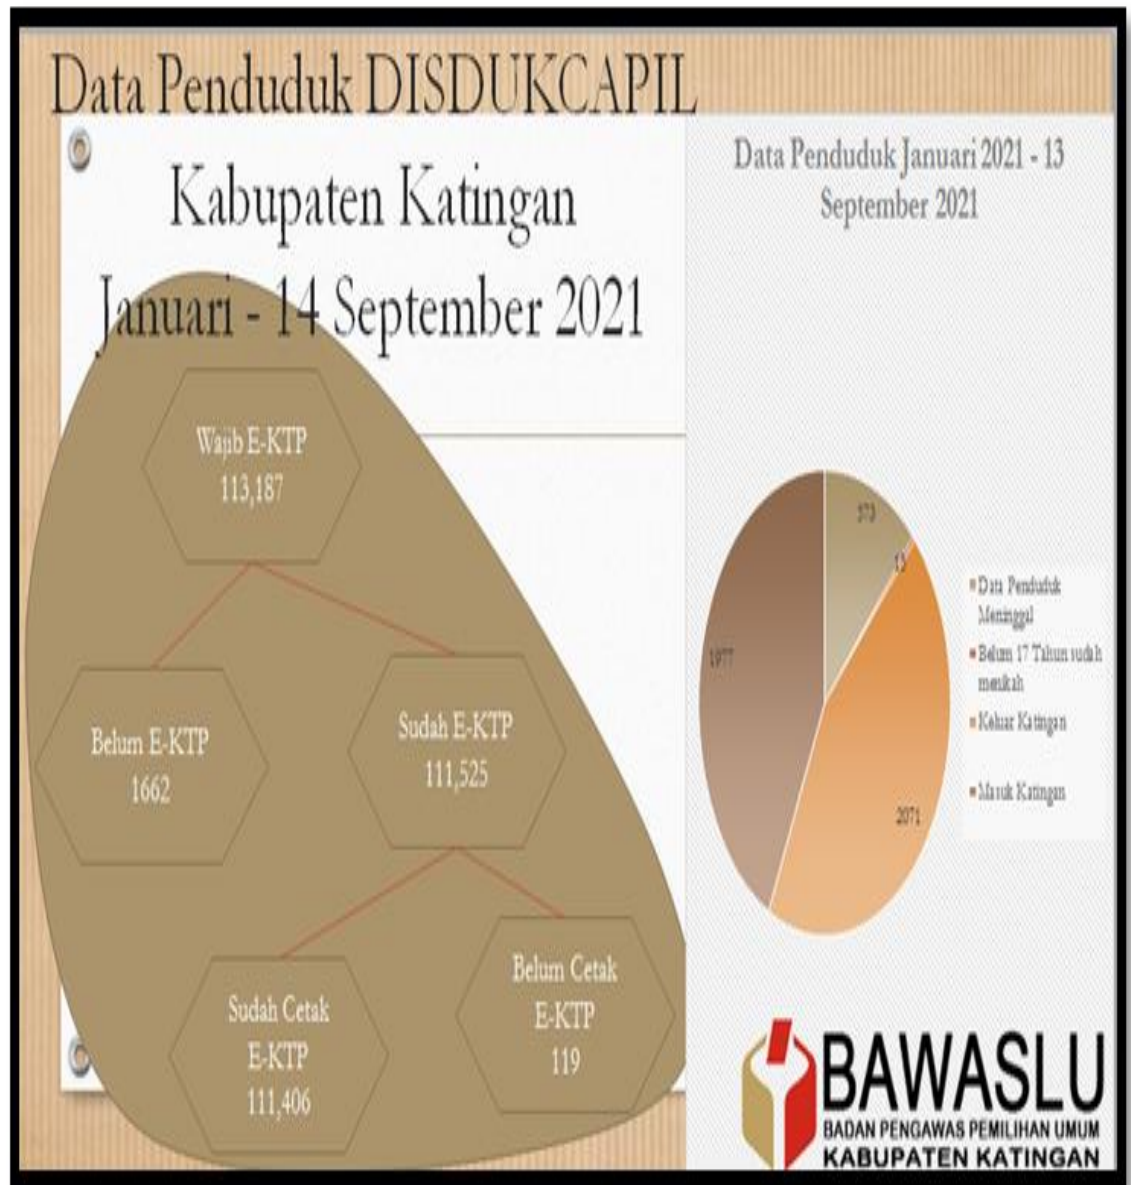 Data Penduduk DISDUKCAPIL
Kabupaten Katingan
Januari - 14 September 2021
Wajib E-KTP
113,187
Belum E-KTP
1662
Sudah E-KTP
111,525
Sudah Cetak
E-KTP
111,406
Belum Cetak
E-KTP
119
Data Penduduk Januari 2021 - 13
September 2021
373
13
2071
1977
Data Penduduk
Meninggal
Belum 17 Tahun sudah
menikah
Keluar Katingan
Masuk Katingan
BAWASLU
BADAN PENGAWAS PEMILIHAN UMUM
KABUPATEN KATINGAN